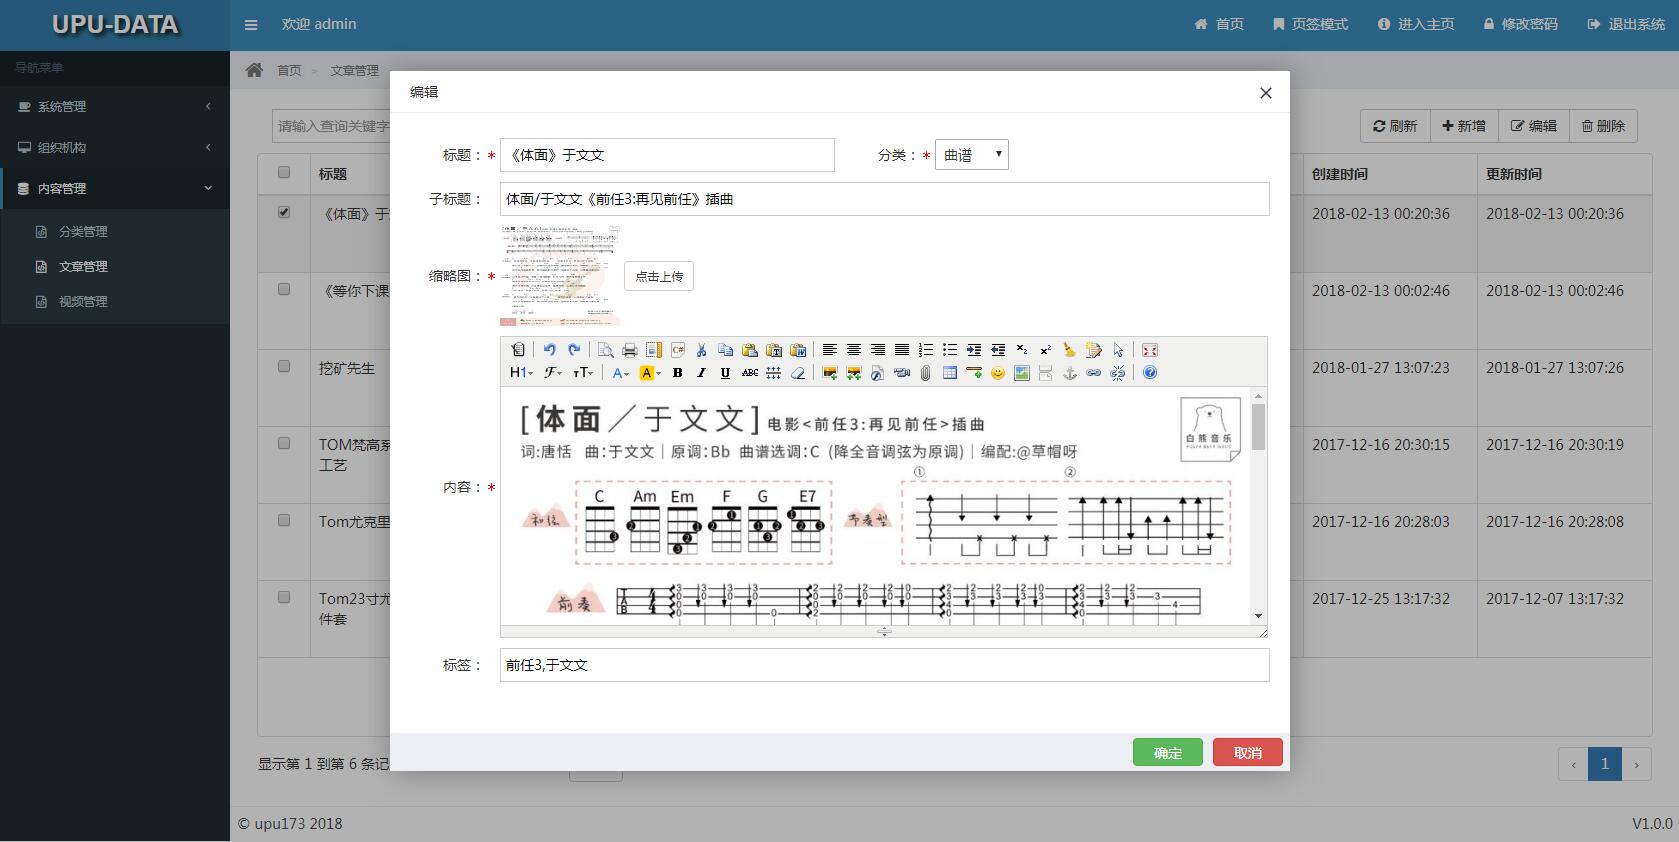 UPU-DATA
欢迎 admin
首页
页签模式
进入主页
修改密码
退出系统
导航菜单
系统管理
组织机构
内容管理
分类管理
文章管理
视频管理
首页 > 文章管理
请输入查询关键字
刷新
新增
编辑
删除
标题
创建时间
更新时间
《体面》于
2018-02-13 00:20:36
2018-02-13 00:20:36
《等你下课
2018-02-13 00:02:46
2018-02-13 00:02:46
挖矿先生
2018-01-27 13:07:23
2018-01-27 13:07:26
TOM梵高系
工艺
2017-12-16 20:30:15
2017-12-16 20:30:19
Tom尤克里
2017-12-16 20:28:03
2017-12-16 20:28:08
Tom23寸尤
件套
2017-12-25 13:17:32
2017-12-07 13:17:32
显示第 1 到第 6 条记
‹ 1 ›
© upu173 2018
V1.0.0
编辑
标题：* 《体面》于文文
分类：* 曲谱
子标题： 体面/于文文《前任3:再见前任》插曲
缩略图：*
点击上传
内容：*
[体面／于文文] 电影<前任3:再见前任>插曲
词:唐恬 曲:于文文｜原调:Bb 曲谱选调:C (降全音调弦为原调)｜编配:@草帽呀
白熊音乐
POLAR BEAR MUSIC
① ②
和弦
C Am Em F G E7
节奏型
前奏
标签： 前任3,于文文
确定
取消